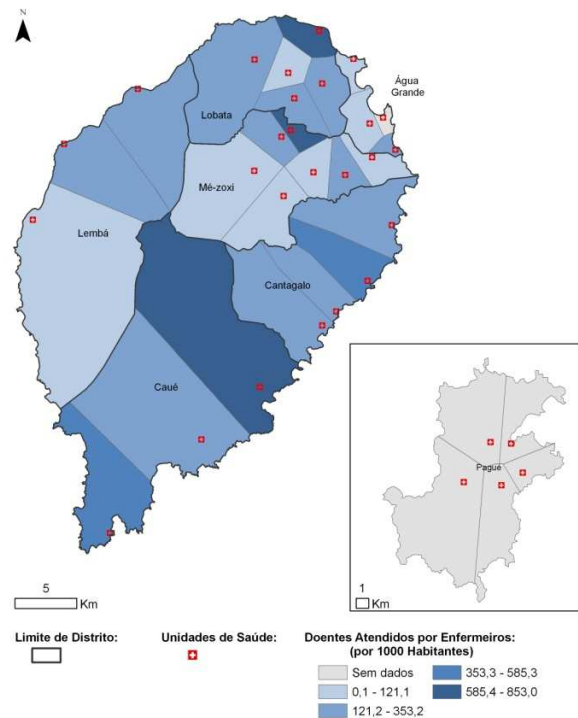 N
Água
Grande
Lobata
Mé-zoxi
Lembá
Cantagalo
Caué
Pagué
5
Km
1
Km
Limite de Distrito:
Unidades de Saúde:
Doentes Atendidos por Enfermeiros:
(por 1000 Habitantes)
Sem dados
0,1 - 121,1
121,2 - 353,2
353,3 - 585,3
585,4 - 853,0